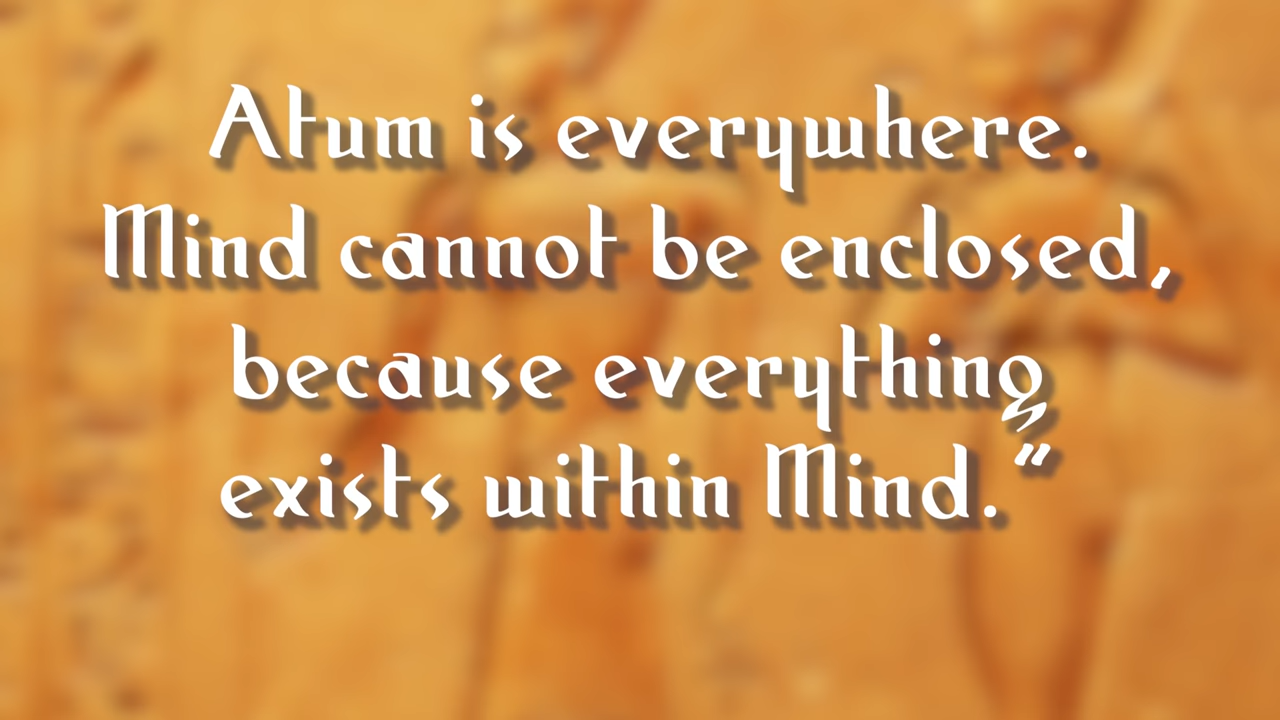 Atum is everywhere.
Mind cannot be enclosed,
because everything
exists within Mind.”